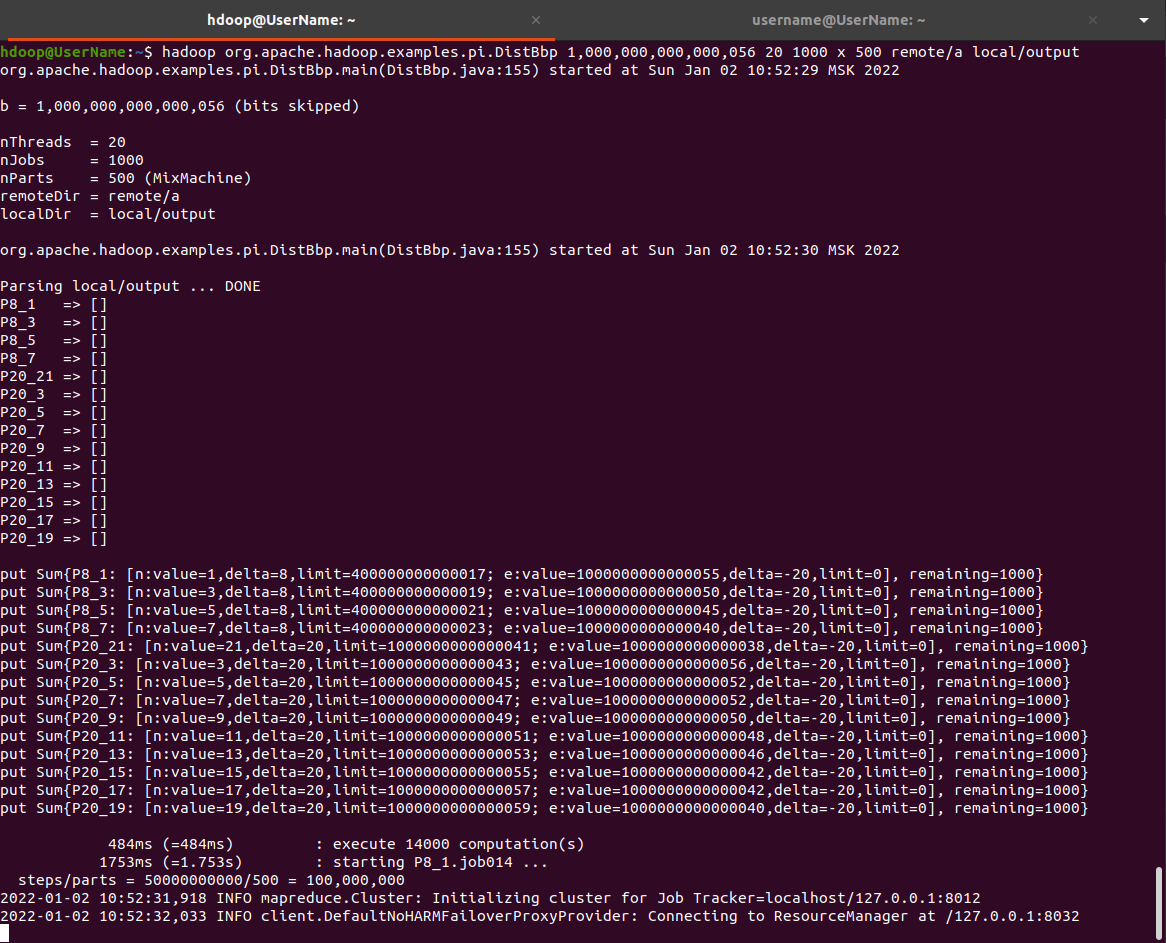 hdoop@UserName: ~ × username@UserName: ~ ×
hdoop@UserName:~$ hadoop org.apache.hadoop.examples.pi.DistBbp 1,000,000,000,000,056 20 1000 x 500 remote/a local/output
org.apache.hadoop.examples.pi.DistBbp.main(DistBbp.java:155) started at Sun Jan 02 10:52:29 MSK 2022
b = 1,000,000,000,000,056 (bits skipped)
nThreads  = 20
nJobs     = 1000
nParts    = 500 (MixMachine)
remoteDir = remote/a
localDir  = local/output
org.apache.hadoop.examples.pi.DistBbp.main(DistBbp.java:155) started at Sun Jan 02 10:52:30 MSK 2022
Parsing local/output ... DONE
P8_1   => []
P8_3   => []
P8_5   => []
P8_7   => []
P20_21 => []
P20_3  => []
P20_5  => []
P20_7  => []
P20_9  => []
P20_11 => []
P20_13 => []
P20_15 => []
P20_17 => []
P20_19 => []
put Sum{P8_1: [n:value=1,delta=8,limit=400000000000017; e:value=1000000000000055,delta=-20,limit=0], remaining=1000}
put Sum{P8_3: [n:value=3,delta=8,limit=400000000000019; e:value=1000000000000050,delta=-20,limit=0], remaining=1000}
put Sum{P8_5: [n:value=5,delta=8,limit=400000000000021; e:value=1000000000000045,delta=-20,limit=0], remaining=1000}
put Sum{P8_7: [n:value=7,delta=8,limit=400000000000023; e:value=1000000000000040,delta=-20,limit=0], remaining=1000}
put Sum{P20_21: [n:value=21,delta=20,limit=1000000000000041; e:value=1000000000000038,delta=-20,limit=0], remaining=1000}
put Sum{P20_3: [n:value=3,delta=20,limit=1000000000000043; e:value=1000000000000056,delta=-20,limit=0], remaining=1000}
put Sum{P20_5: [n:value=5,delta=20,limit=1000000000000045; e:value=1000000000000052,delta=-20,limit=0], remaining=1000}
put Sum{P20_7: [n:value=7,delta=20,limit=1000000000000047; e:value=1000000000000052,delta=-20,limit=0], remaining=1000}
put Sum{P20_9: [n:value=9,delta=20,limit=1000000000000049; e:value=1000000000000050,delta=-20,limit=0], remaining=1000}
put Sum{P20_11: [n:value=11,delta=20,limit=1000000000000051; e:value=1000000000000048,delta=-20,limit=0], remaining=1000}
put Sum{P20_13: [n:value=13,delta=20,limit=1000000000000053; e:value=1000000000000046,delta=-20,limit=0], remaining=1000}
put Sum{P20_15: [n:value=15,delta=20,limit=1000000000000055; e:value=1000000000000042,delta=-20,limit=0], remaining=1000}
put Sum{P20_17: [n:value=17,delta=20,limit=1000000000000057; e:value=1000000000000042,delta=-20,limit=0], remaining=1000}
put Sum{P20_19: [n:value=19,delta=20,limit=1000000000000059; e:value=1000000000000040,delta=-20,limit=0], remaining=1000}
484ms (=484ms)         : execute 14000 computation(s)
1753ms (=1.753s)        : starting P8_1.job014 ...
steps/parts = 50000000000/500 = 100,000,000
2022-01-02 10:52:31,918 INFO mapreduce.Cluster: Initializing cluster for Job Tracker=localhost/127.0.0.1:8012
2022-01-02 10:52:32,033 INFO client.DefaultNoHARMFailoverProxyProvider: Connecting to ResourceManager at /127.0.0.1:8032